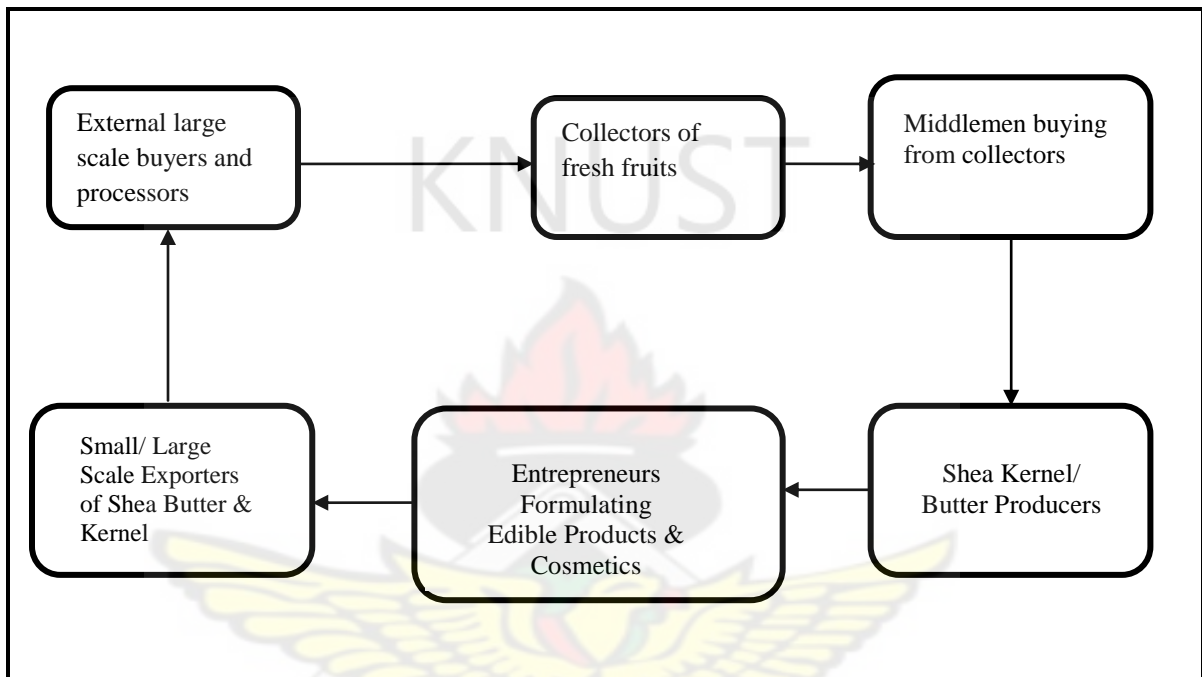 External large
scale buyers and
processors
Collectors of
fresh fruits
Middlemen buying
from collectors
KNUST
Small/ Large
Scale Exporters
of Shea Butter &
Kernel
Entrepreneurs
Formulating
Edible Products &
Cosmetics
Shea Kernel/
Butter Producers